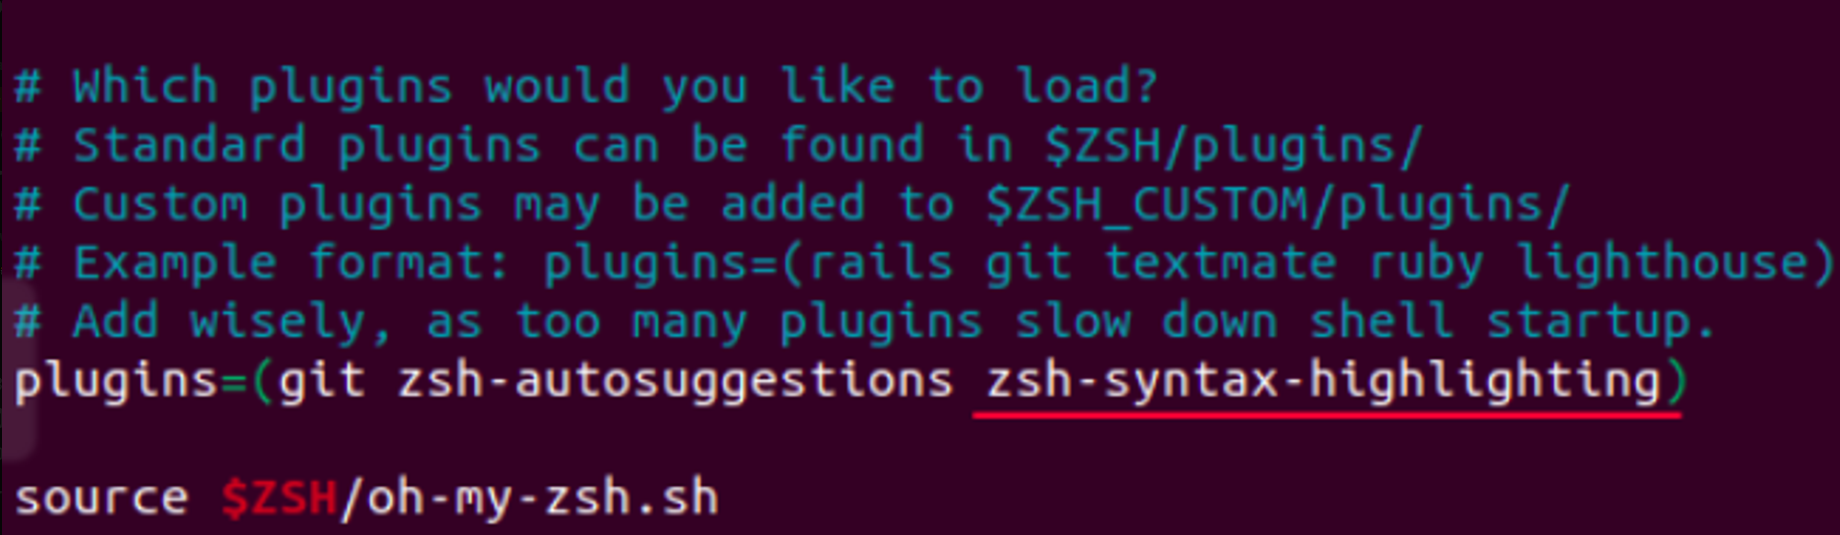 # Which plugins would you like to load?
# Standard plugins can be found in $ZSH/plugins/
# Custom plugins may be added to $ZSH_CUSTOM/plugins/
# Example format: plugins=(rails git textmate ruby lighthouse)
# Add wisely, as too many plugins slow down shell startup.
plugins=(git zsh-autosuggestions zsh-syntax-highlighting)
source $ZSH/oh-my-zsh.sh